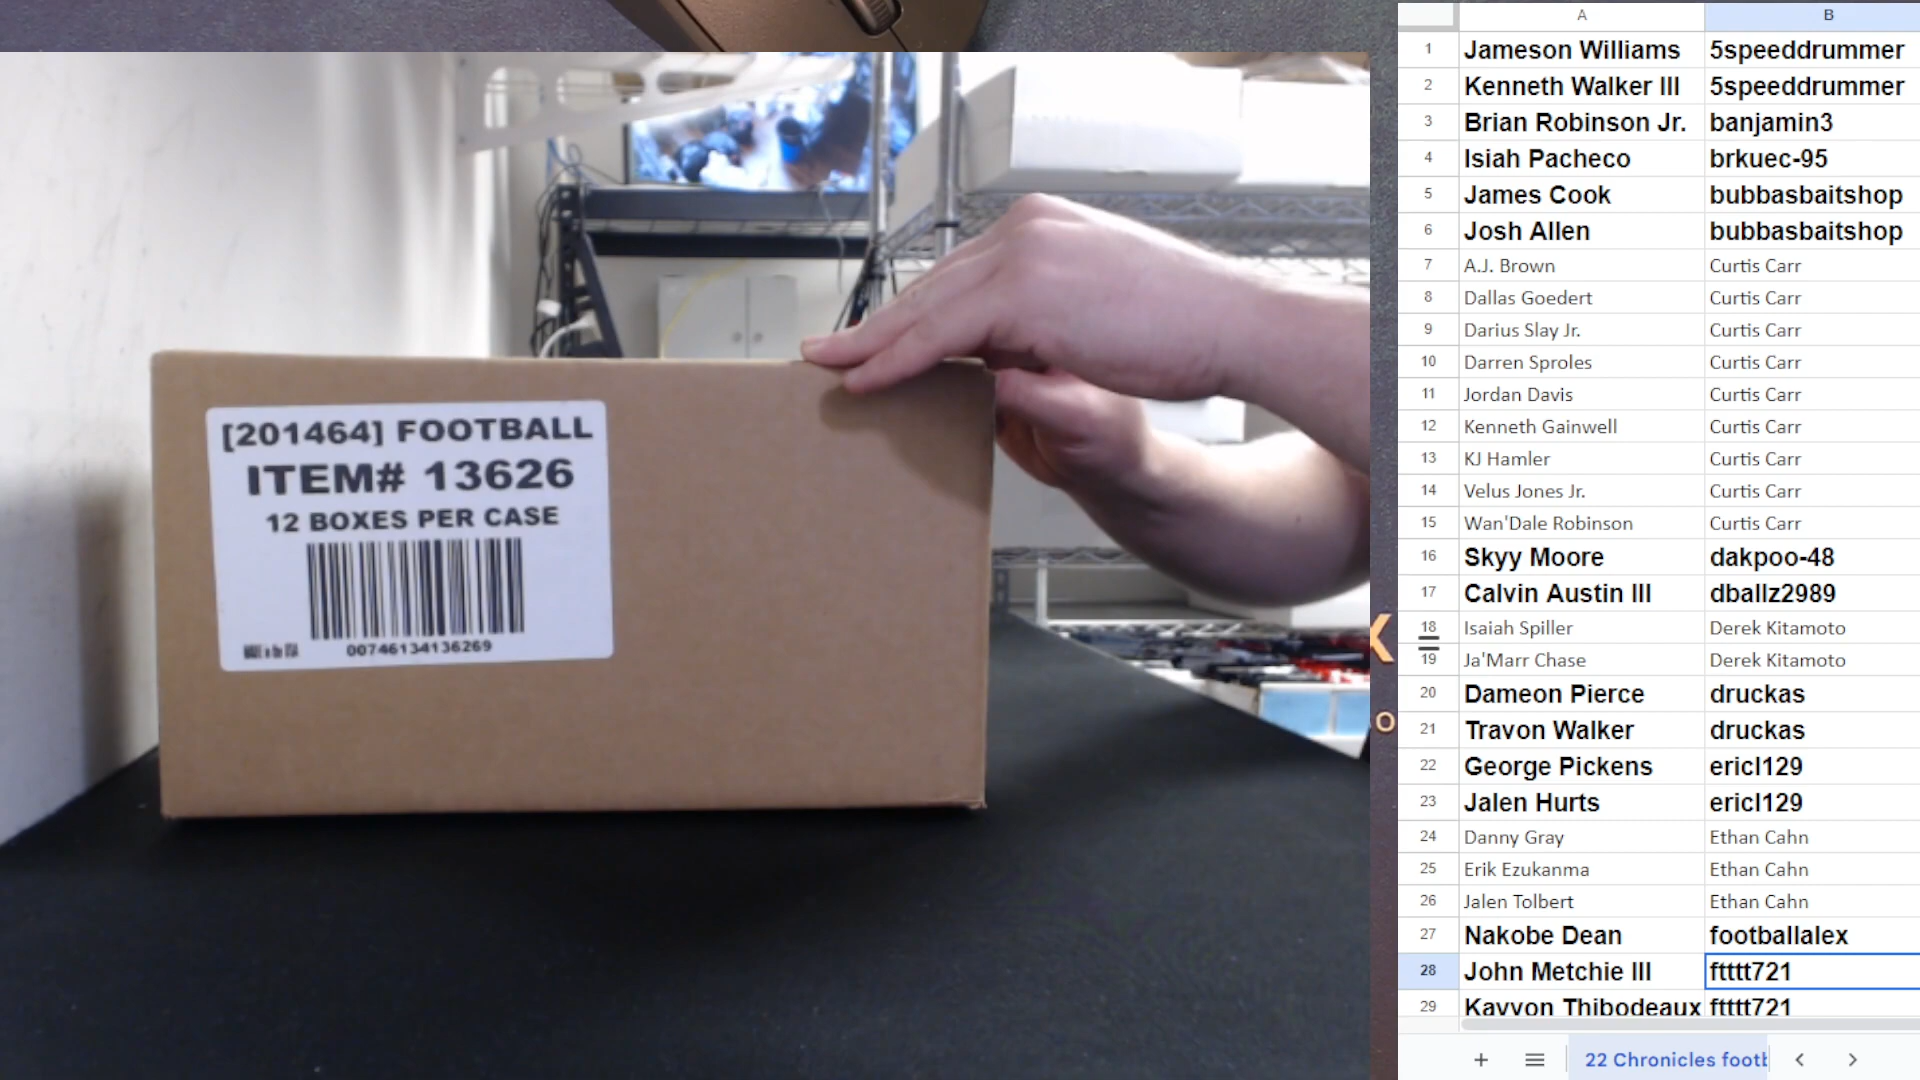 [201464] FOOTBALL
ITEM# 13626
12 BOXES PER CASE
MADE in the USA
00746134136269
A B
1 Jameson Williams 5speeddrummer
2 Kenneth Walker III 5speeddrummer
3 Brian Robinson Jr. banjamin3
4 Isiah Pacheco brkuec-95
5 James Cook bubbasbaitshop
6 Josh Allen bubbasbaitshop
7 A.J. Brown Curtis Carr
8 Dallas Goedert Curtis Carr
9 Darius Slay Jr. Curtis Carr
10 Darren Sproles Curtis Carr
11 Jordan Davis Curtis Carr
12 Kenneth Gainwell Curtis Carr
13 KJ Hamler Curtis Carr
14 Velus Jones Jr. Curtis Carr
15 Wan'Dale Robinson Curtis Carr
16 Skyy Moore dakpoo-48
17 Calvin Austin III dballz2989
18 Isaiah Spiller Derek Kitamoto
19 Ja'Marr Chase Derek Kitamoto
20 Dameon Pierce druckas
21 Travon Walker druckas
22 George Pickens ericl129
23 Jalen Hurts ericl129
24 Danny Gray Ethan Cahn
25 Erik Ezukanma Ethan Cahn
26 Jalen Tolbert Ethan Cahn
27 Nakobe Dean footballalex
28 John Metchie III ftttt721
29 Kayvon Thibodeaux ftttt721
22 Chronicles footb